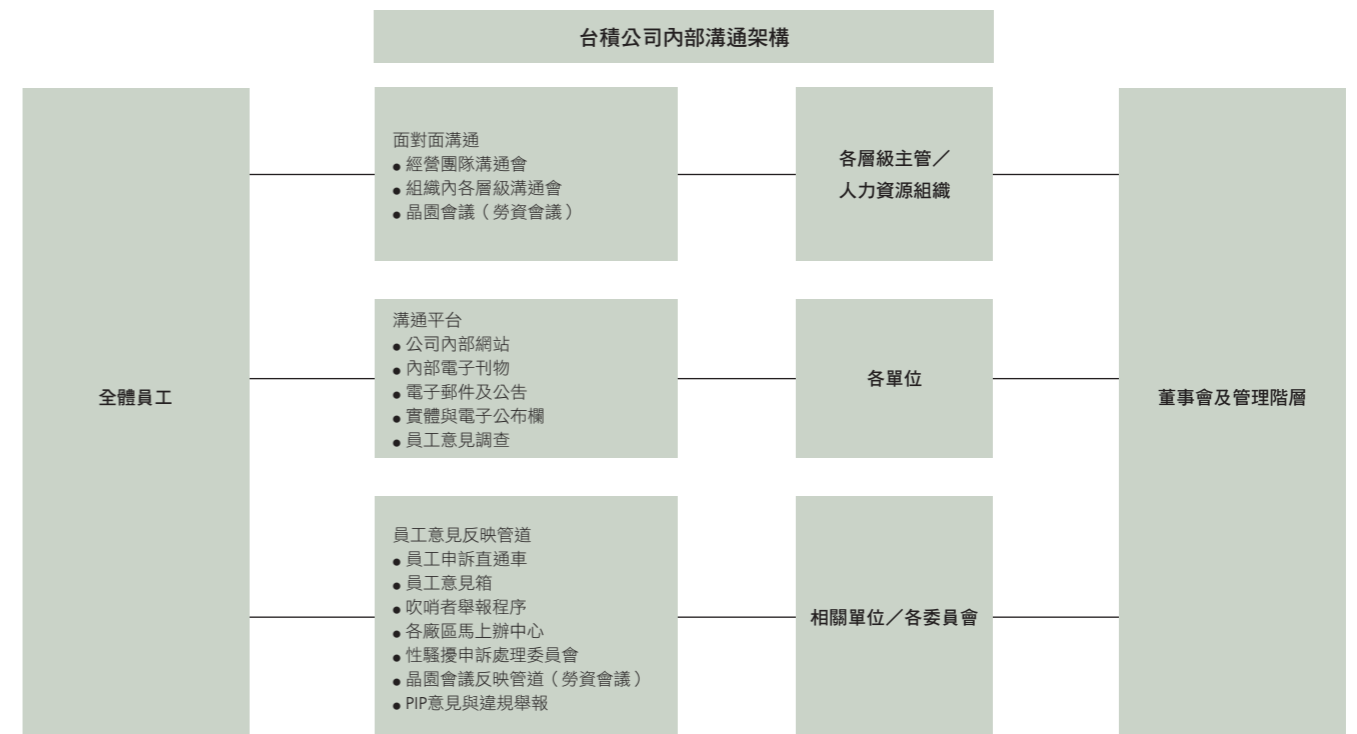 台積公司內部溝通架構
全體員工
面對面溝通
● 經營團隊溝通會
● 組織內各層級溝通會
● 晶園會議（勞資會議）
各層級主管／
人力資源組織
溝通平台
● 公司內部網站
● 內部電子刊物
● 電子郵件及公告
● 實體與電子公布欄
● 員工意見調查
各單位
員工意見反映管道
● 員工申訴直通車
● 員工意見箱
● 吹哨者舉報程序
● 各廠區馬上辦中心
● 性騷擾申訴處理委員會
● 晶園會議反映管道（勞資會議）
● PIP意見與違規舉報
相關單位／各委員會
董事會及管理階層